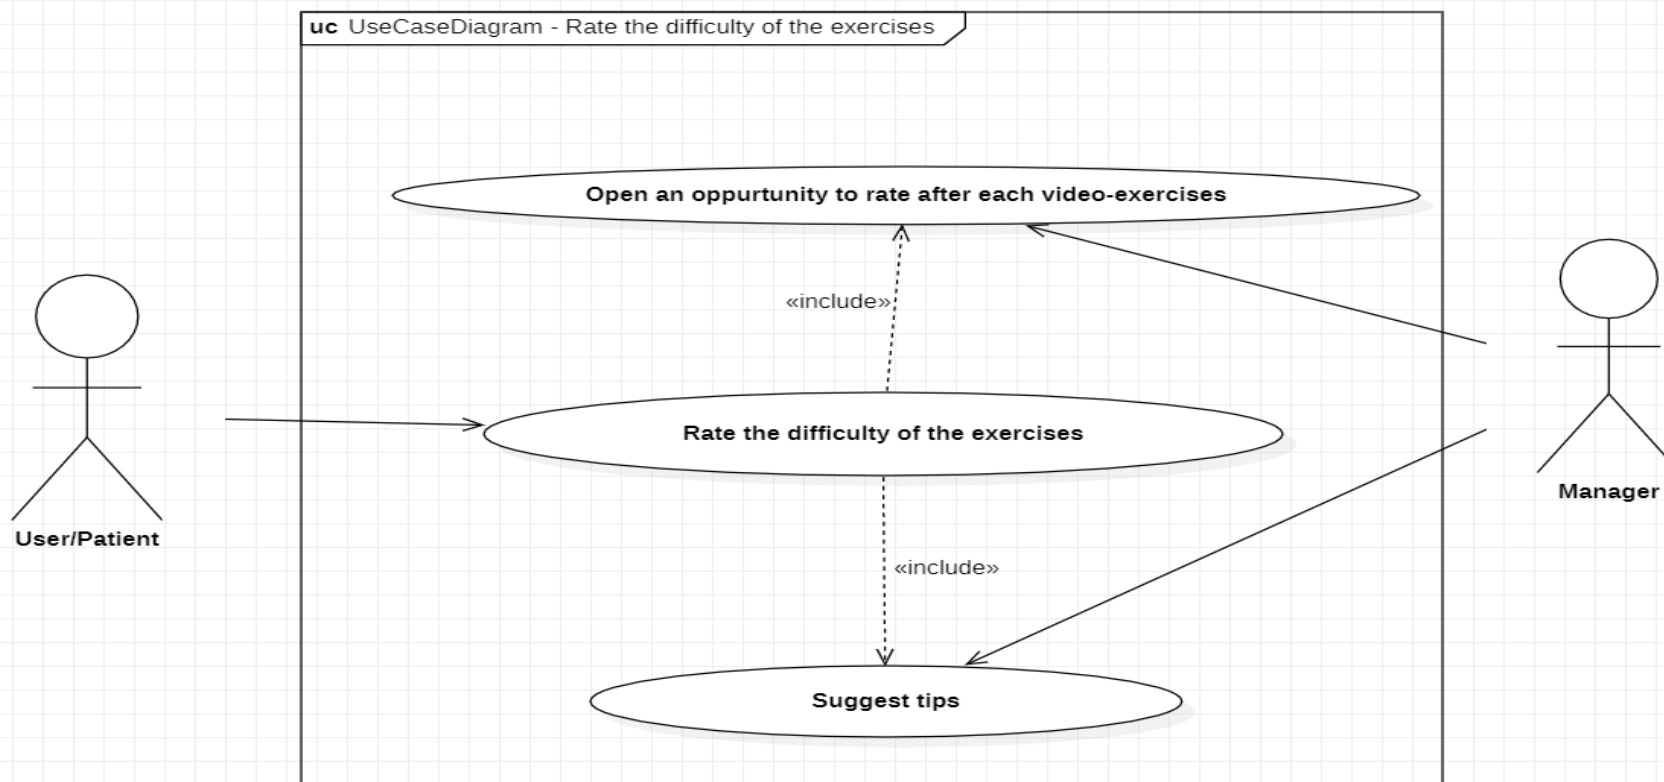 uc UseCaseDiagram - Rate the difficulty of the exercises
Open an oppurtunity to rate after each video-exercises
«include»
Rate the difficulty of the exercises
Manager
User/Patient
«include»
Suggest tips